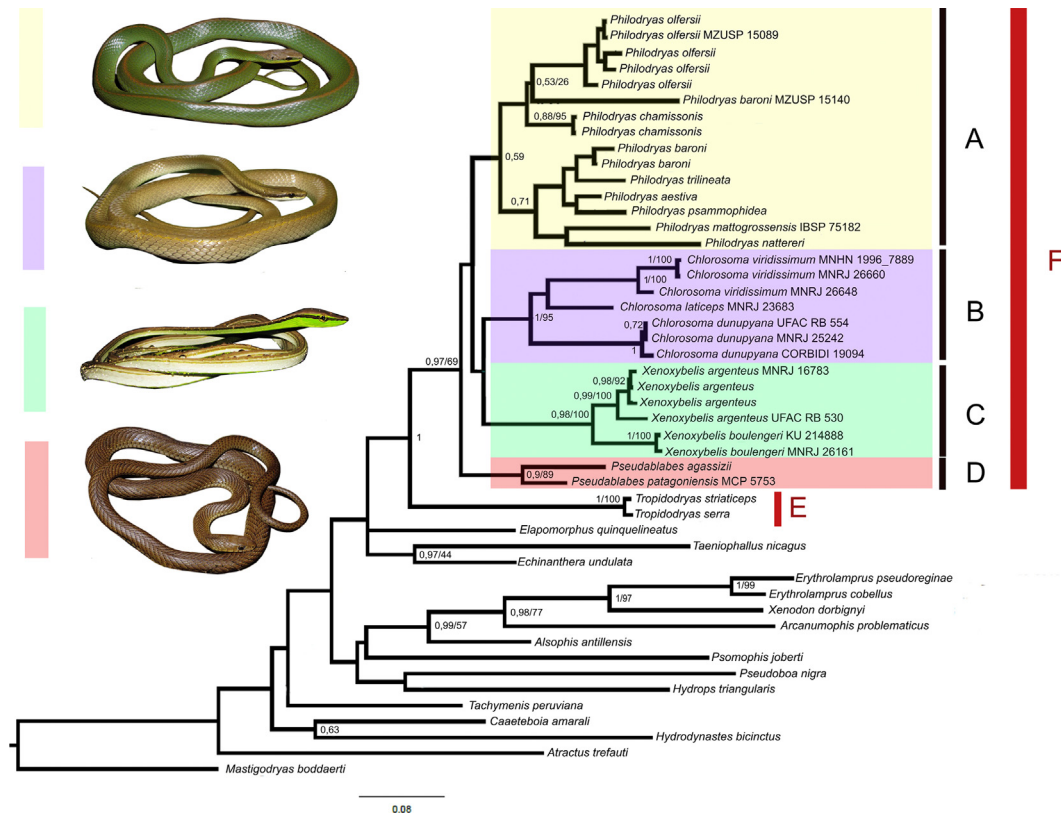 Philodryas olfersii
Philodryas olfersii MZUSP 15089
Philodryas olfersii
Philodryas olfersii
0,53/26
Philodryas olfersii
Philodryas baroni MZUSP 15140
0,88/95
Philodryas chamissonis
Philodryas chamissonis
A
Philodryas baroni
0,59
Philodryas baroni
Philodryas trilineata
Philodryas aestiva
0,71
Philodryas psammophidea
Philodryas mattogrossensis IBSP 75182
Philodryas nattereri
F
1/100
Chlorosoma viridissimum MNHN 1996_7889
Chlorosoma viridissimum MNRJ 26660
1/100
Chlorosoma viridissimum MNRJ 26648
Chlorosoma laticeps MNRJ 23683
B
1/95
0,72
Chlorosoma dunupyana UFAC RB 554
Chlorosoma dunupyana MNRJ 25242
1
Chlorosoma dunupyana CORBIDI 19094
0,97/69
Xenoxybelis argenteus MNRJ 16783
0,98/92
Xenoxybelis argenteus
0,99/100
Xenoxybelis argenteus
0,98/100
Xenoxybelis argenteus UFAC RB 530
C
1/100
Xenoxybelis boulengeri KU 214888
1
Xenoxybelis boulengeri MNRJ 26161
Pseudablabes agassizii
0,9/89
Pseudablabes patagoniensis MCP 5753
D
1/100
Tropidodryas striaticeps
Tropidodryas serra
E
Elapomorphus quinquelineatus
Taeniophallus nicagus
0,97/44
Echinanthera undulata
Erythrolamprus pseudoreginae
1/99
Erythrolamprus cobellus
1/97
Xenodon dorbignyi
0,98/77
Arcanumophis problematicus
0,99/57
Alsophis antillensis
Psomophis joberti
Pseudoboa nigra
Hydrops triangularis
Tachymenis peruviana
Caaeteboia amarali
0,63
Hydrodynastes bicinctus
Atractus trefauti
Mastigodryas boddaerti
0.08